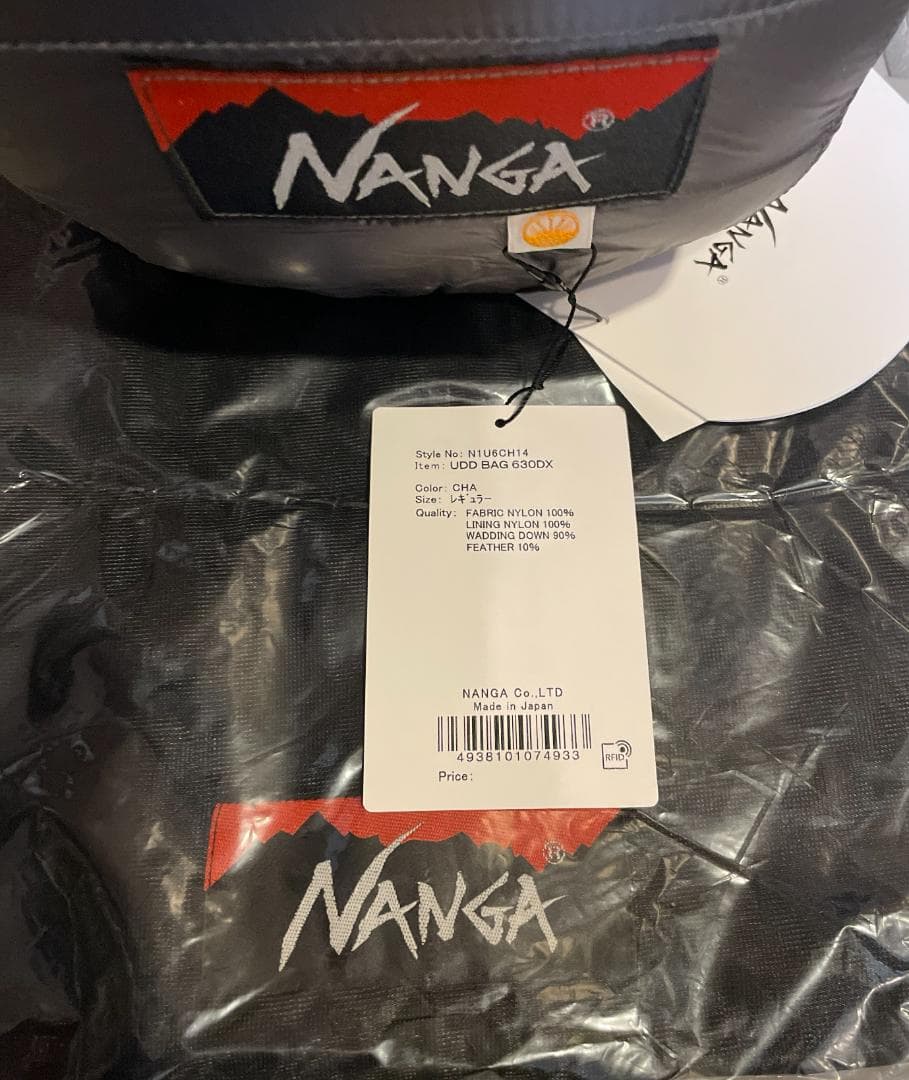 NANGA®
NANGA®
Style No: N1U6CH14
Item: UDD BAG 630DX
Color: CHA
Size: ﾚｷﾞｭﾗｰ
Quality: FABRIC NYLON 100%
LINING NYLON 100%
WADDING DOWN 90%
FEATHER 10%
NANGA Co.,LTD
Made in Japan
4938101074933
RFID
Price:
NANGA®